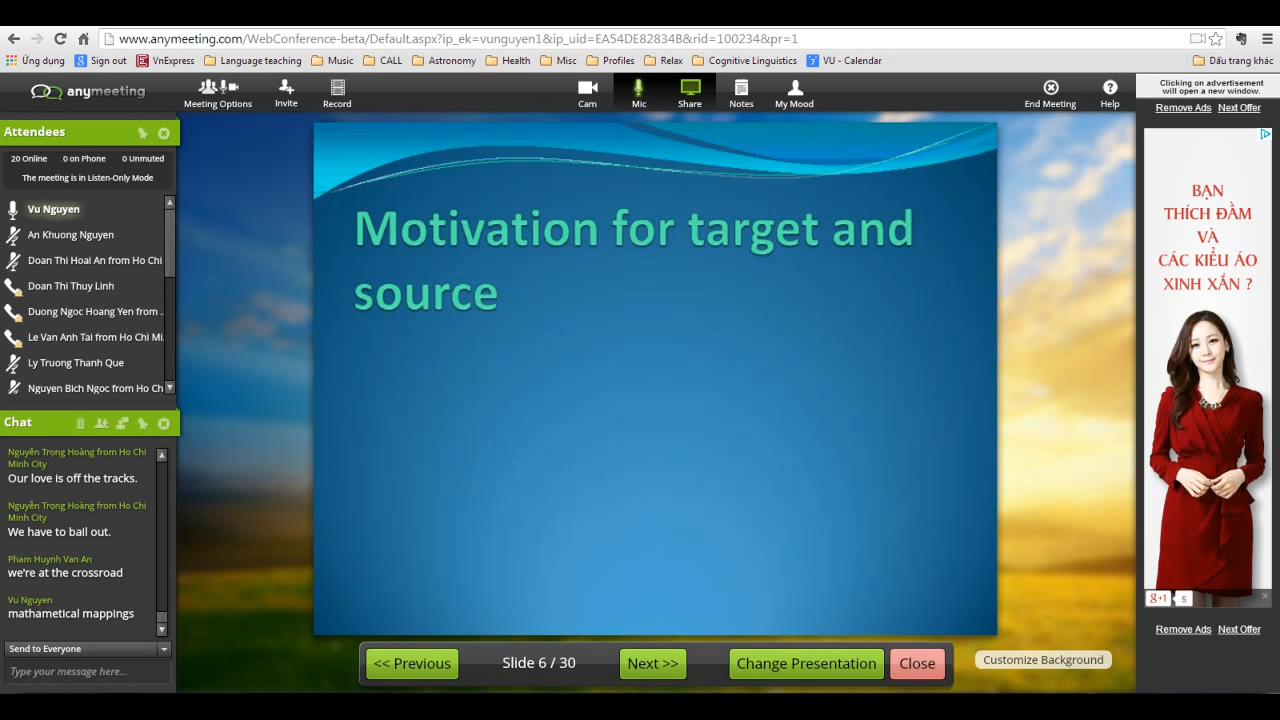 www.anymeeting.com/WebConference-beta/Default.aspx?ip_ek=vunguyen1&ip_uid=EA54DE82834B&rid=100234&pr=1
Ứng dụng Sign out VnExpress Language teaching Music CALL Astronomy Health Misc Profiles Relax Cognitive Linguistics 7 VU - Calendar Dấu trang khác
anymeeting
Meeting Options Invite Record Cam Mic Share Notes My Mood End Meeting Help
Clicking on advertisement
will open a new window.
Remove Ads Next Offer
Attendees
20 Online 0 on Phone 0 Unmuted
The meeting is in Listen-Only Mode
Vu Nguyen
An Khuong Nguyen
Doan Thi Hoai An from Ho Chi
Doan Thi Thuy Linh
Duong Ngoc Hoang Yen from ..
Le Van Anh Tai from Ho Chi Mi.
Ly Truong Thanh Que
Nguyen Bich Ngoc from Ho Ch
Chat
Nguyễn Trọng Hoàng from Ho Chi
Minh City
Our love is off the tracks.
Nguyễn Trọng Hoàng from Ho Chi
Minh City
We have to bail out.
Pham Huynh Van An
we're at the crossroad
Vu Nguyen
mathametical mappings
Send to Everyone
Type your message here...
Motivation for target and
source
<< Previous Slide 6 / 30 Next >> Change Presentation Close
Customize Background
BẠN
THÍCH ĐẦM
VÀ
CÁC KIỂU ÁO
XINH XẮN ?
g+1 5
Remove Ads Next Offer